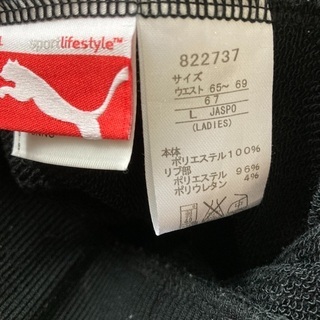 sportlifestyle™
822737
サイズ
ウエスト 65～ 69
67
L JASPO
(LADIES)
本体
ポリエステル100%
リブ部
ポリエステル 96%
ポリウレタン 4%